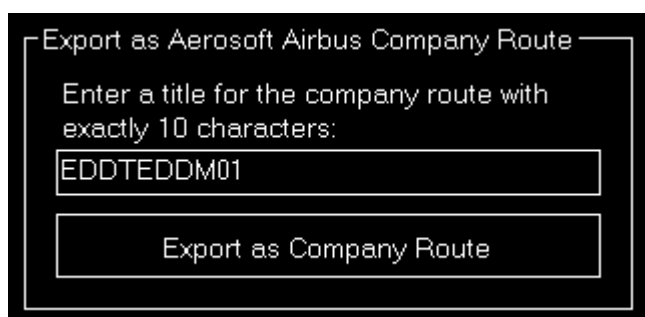 Export as Aerosoft Airbus Company Route
Enter a title for the company route with
exactly 10 characters:
EDDTEDDM01
Export as Company Route